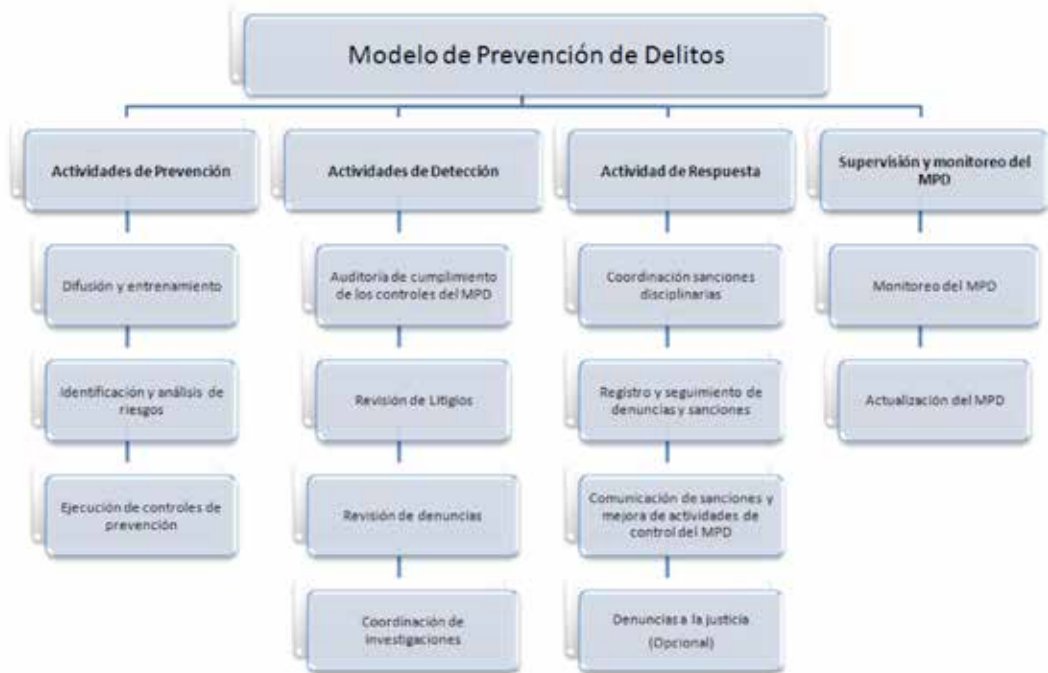 Modelo de Prevención de Delitos
Actividades de Prevención
Difusión y entrenamiento
Identificación y análisis de
riesgos
Ejecución de controles de
prevención
Actividades de Detección
Auditoría de cumplimiento
de los controles del MPD
Revisión de Litigios
Revisión de denuncias
Coordinación de
investigaciones
Actividad de Respuesta
Coordinación sanciones
disciplinarias
Registro y seguimiento de
denuncias y sanciones
Comunicación de sanciones y
mejora de actividades de
control del MPD
Denuncias a la justicia
(Opcional)
Supervisión y monitoreo del
MPD
Monitoreo del MPD
Actualización del MPD